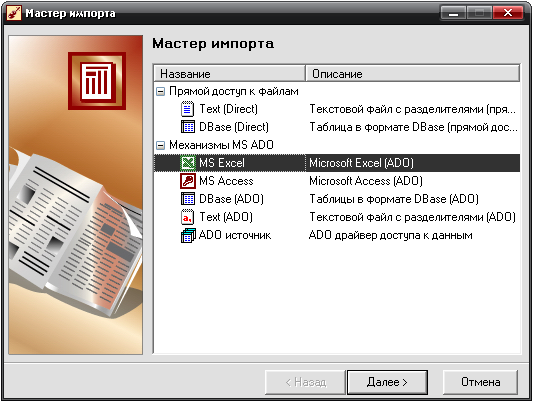 Мастер импорта
Мастер импорта
Название Описание
Прямой доступ к файлам
Text (Direct) Текстовой файл с разделителями (пря...
DBase (Direct) Таблица в формате DBase (прямой дос...
Механизмы MS ADO
MS Excel Microsoft Excel (ADO)
MS Access Microsoft Access (ADO)
DBase (ADO) Таблицы в формате DBase (ADO)
Text (ADO) Текстовой файл с разделителями (ADO)
ADO источник ADO драйвер доступа к данным
< Назад Далее > Отмена